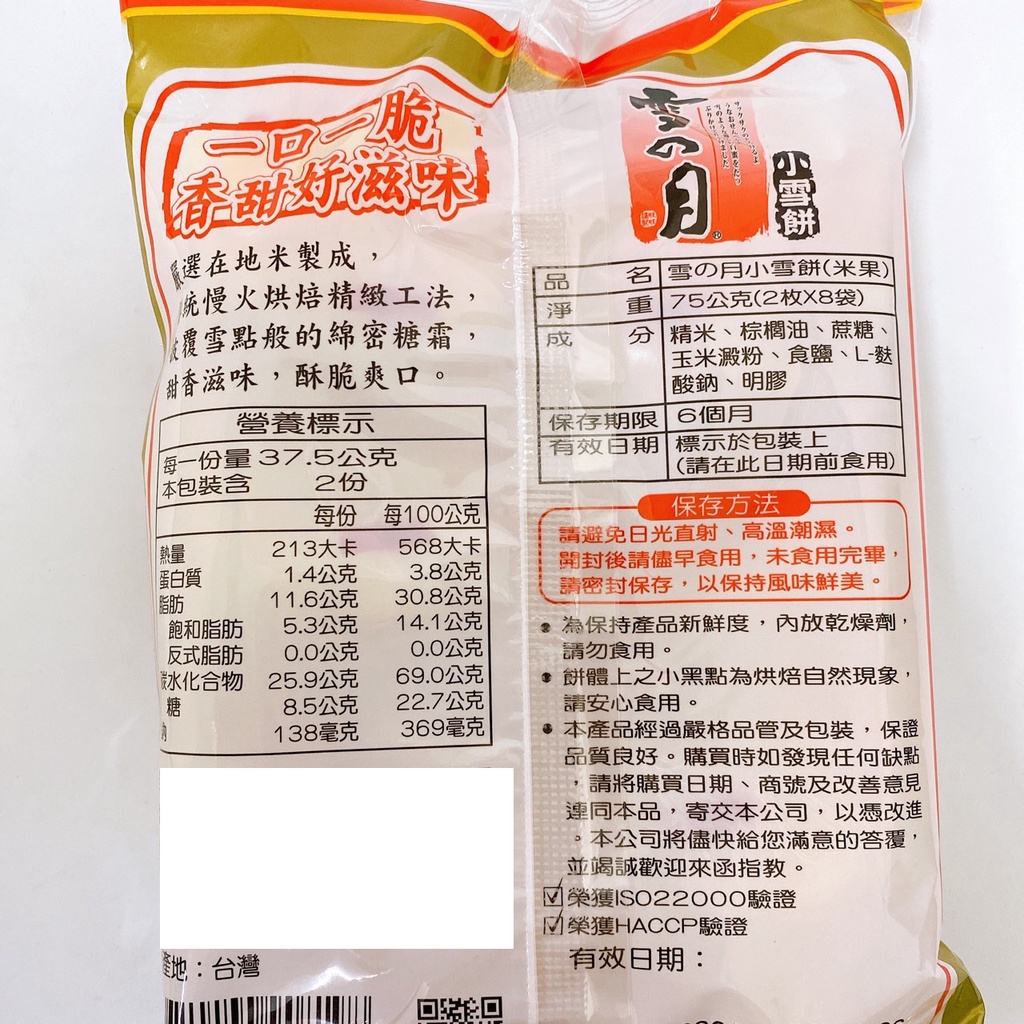 一口一脆
香甜好滋味
嚴選在地米製成，
統慢火烘焙精緻工法，
覆雪點般的綿密糖霜，
甜香滋味，酥脆爽口。
營養標示
每一份量37.5公克
本包裝含 2份
每份 每100公克
熱量 213大卡 568大卡
蛋白質 1.4公克 3.8公克
脂肪 11.6公克 30.8公克
飽和脂肪 5.3公克 14.1公克
反式脂肪 0.0公克 0.0公克
碳水化合物 25.9公克 69.0公克
糖 8.5公克 22.7公克
鈉 138毫克 369毫克
產地：台灣
雪の月
®
小雪餅
品名 雪の月小雪餅(米果)
淨重 75公克(2枚X8袋)
成分 精米、棕櫚油、蔗糖、
玉米澱粉、食鹽、L-麩
酸鈉、明膠
保存期限 6個月
有效日期 標示於包裝上
(請在此日期前食用)
保存方法
請避免日光直射、高溫潮濕。
開封後請儘早食用，未食用完畢，
請密封保存，以保持風味鮮美。
●為保持產品新鮮度，內放乾燥劑，
請勿食用。
●餅體上之小黑點為烘焙自然現象，
請安心食用。
●本產品經過嚴格品管及包裝，保證
品質良好。購買時如發現任何缺點
，請將購買日期、商號及改善意見
連同本品，寄交本公司，以憑改進
。本公司將儘快給您滿意的答覆，
並竭誠歡迎來函指教。
☑榮獲ISO22000驗證
☑榮獲HACCP驗證
有效日期：